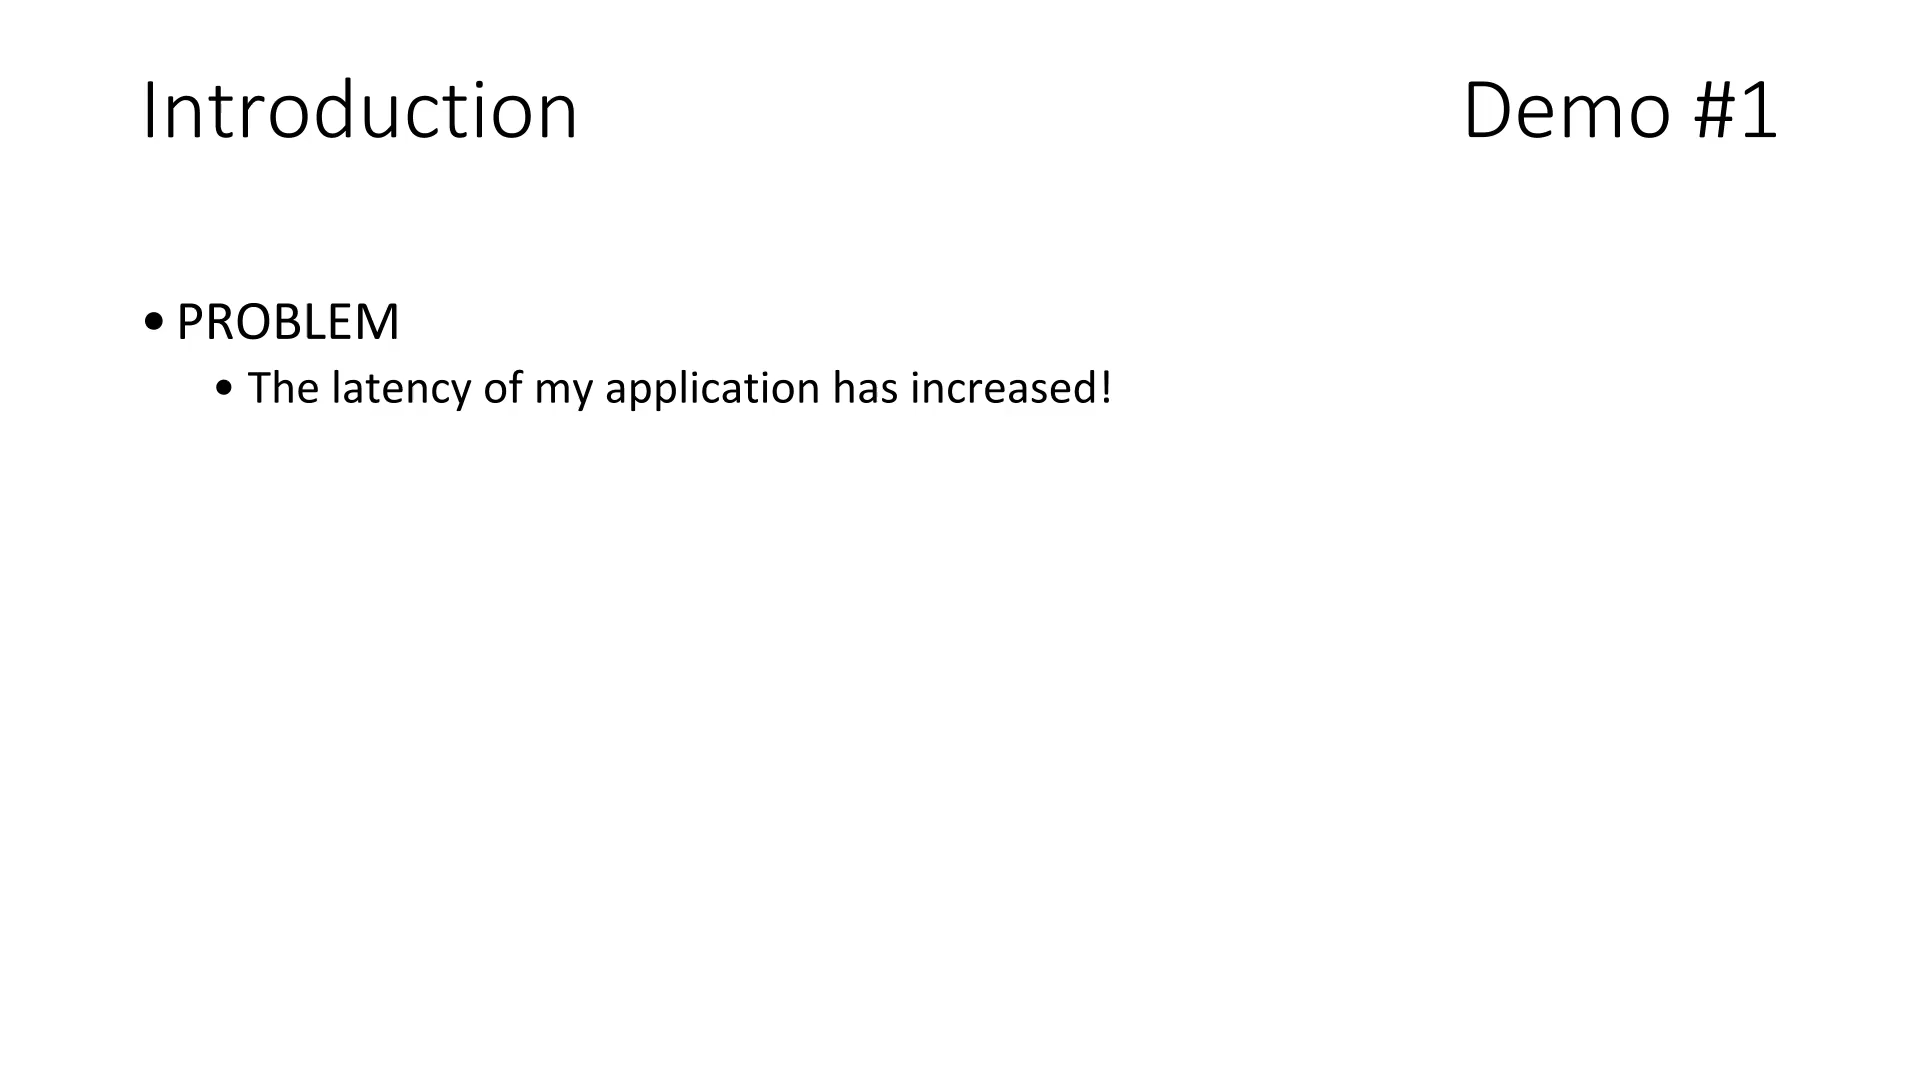 Introduction
Demo #1
• PROBLEM
• The latency of my application has increased!